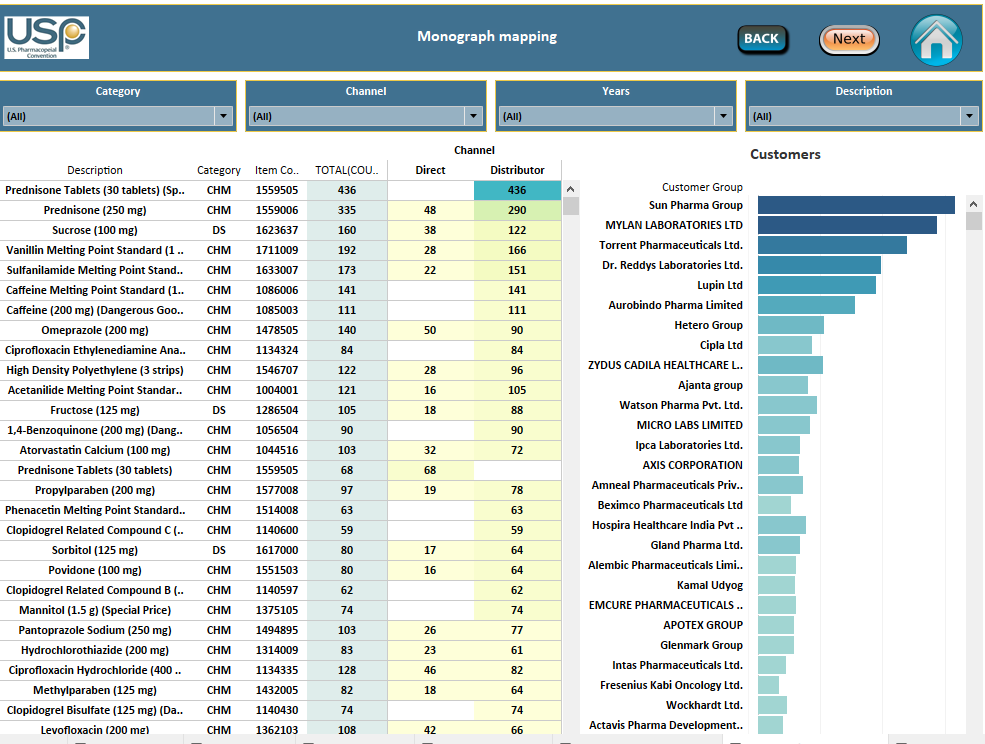 USP
U.S. Pharmacopeial
Convention
Monograph mapping
BACK
Next
Category
Channel
Years
Description
(All)
(All)
(All)
(All)
Channel
Description Category Item Co.. TOTAL(COU.. Direct Distributor
Prednisone Tablets (30 tablets) (Sp.. CHM 1559505 436 436
Prednisone (250 mg) CHM 1559006 335 48 290
Sucrose (100 mg) DS 1623637 160 38 122
Vanillin Melting Point Standard (1 .. CHM 1711009 192 28 166
Sulfanilamide Melting Point Stand.. CHM 1633007 173 22 151
Caffeine Melting Point Standard (1.. CHM 1086006 141 141
Caffeine (200 mg) (Dangerous Goo.. CHM 1085003 111 111
Omeprazole (200 mg) CHM 1478505 140 50 90
Ciprofloxacin Ethylenediamine Ana.. CHM 1134324 84 84
High Density Polyethylene (3 strips) CHM 1546707 122 28 96
Acetanilide Melting Point Standar.. CHM 1004001 121 16 105
Fructose (125 mg) DS 1286504 105 18 88
1,4-Benzoquinone (200 mg) (Dang.. CHM 1056504 90 90
Atorvastatin Calcium (100 mg) CHM 1044516 103 32 72
Prednisone Tablets (30 tablets) CHM 1559505 68 68
Propylparaben (200 mg) CHM 1577008 97 19 78
Phenacetin Melting Point Standard.. CHM 1514008 63 63
Clopidogrel Related Compound C (.. CHM 1140600 59 59
Sorbitol (125 mg) DS 1617000 80 17 64
Povidone (100 mg) CHM 1551503 80 16 64
Clopidogrel Related Compound B (.. CHM 1140597 62 62
Mannitol (1.5 g) (Special Price) CHM 1375105 74 74
Pantoprazole Sodium (250 mg) CHM 1494895 103 26 77
Hydrochlorothiazide (200 mg) CHM 1314009 83 23 61
Ciprofloxacin Hydrochloride (400 .. CHM 1134335 128 46 82
Methylparaben (125 mg) CHM 1432005 82 18 64
Clopidogrel Bisulfate (125 mg) (Da.. CHM 1140430 74 74
Levofloxacin (200 mg) CHM 1362103 108 42 66
Customers
Customer Group
Sun Pharma Group
MYLAN LABORATORIES LTD
Torrent Pharmaceuticals Ltd.
Dr. Reddys Laboratories Ltd.
Lupin Ltd
Aurobindo Pharma Limited
Hetero Group
Cipla Ltd
ZYDUS CADILA HEALTHCARE L..
Ajanta group
Watson Pharma Pvt. Ltd.
MICRO LABS LIMITED
Ipca Laboratories Ltd.
AXIS CORPORATION
Amneal Pharmaceuticals Priv..
Beximco Pharmaceuticals Ltd
Hospira Healthcare India Pvt ..
Gland Pharma Ltd.
Alembic Pharmaceuticals Limi..
Kamal Udyog
EMCURE PHARMACEUTICALS ..
APOTEX GROUP
Glenmark Group
Intas Pharmaceuticals Ltd.
Fresenius Kabi Oncology Ltd.
Wockhardt Ltd.
Actavis Pharma Development..